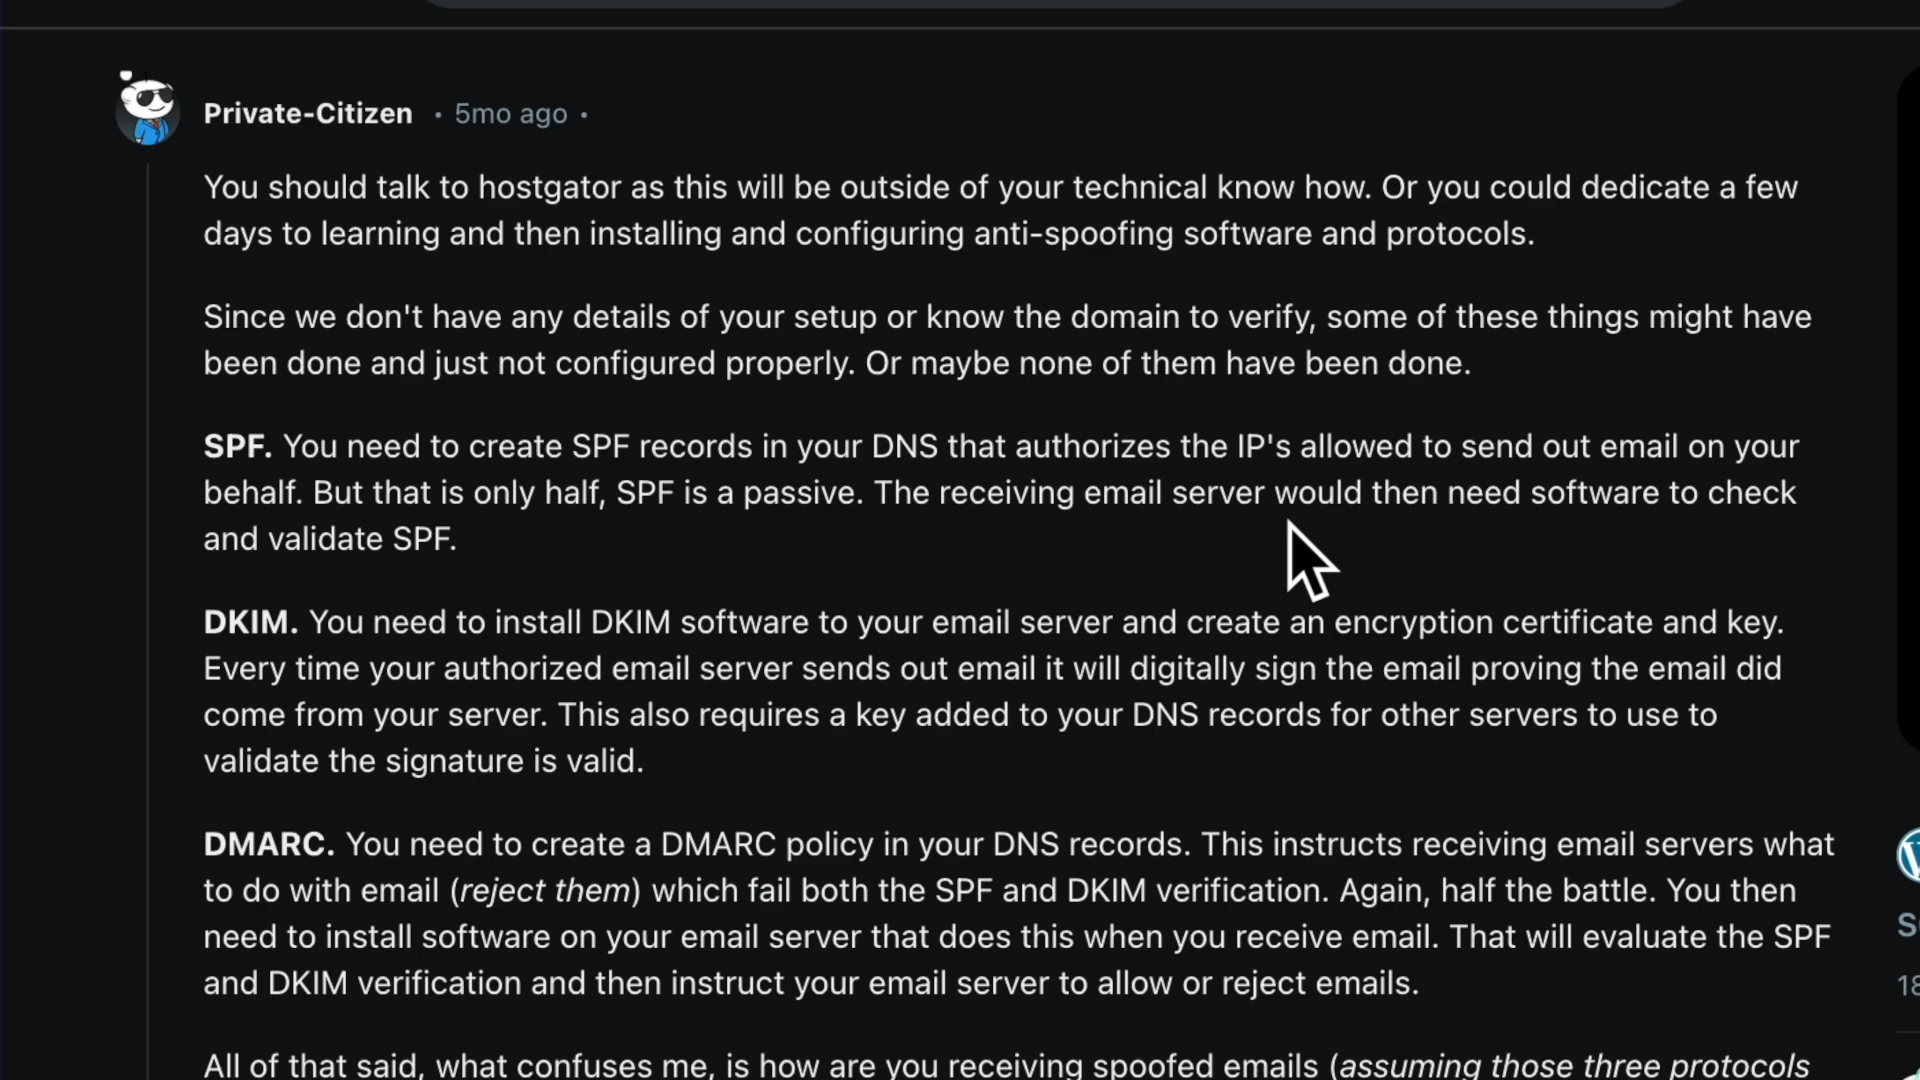 Private-Citizen • 5mo ago •
You should talk to hostgator as this will be outside of your technical know how. Or you could dedicate a few
days to learning and then installing and configuring anti-spoofing software and protocols.
Since we don't have any details of your setup or know the domain to verify, some of these things might have
been done and just not configured properly. Or maybe none of them have been done.
SPF. You need to create SPF records in your DNS that authorizes the IP's allowed to send out email on your
behalf. But that is only half, SPF is a passive. The receiving email server would then need software to check
and validate SPF.
DKIM. You need to install DKIM software to your email server and create an encryption certificate and key.
Every time your authorized email server sends out email it will digitally sign the email proving the email did
come from your server. This also requires a key added to your DNS records for other servers to use to
validate the signature is valid.
DMARC. You need to create a DMARC policy in your DNS records. This instructs receiving email servers what
to do with email (reject them) which fail both the SPF and DKIM verification. Again, half the battle. You then
need to install software on your email server that does this when you receive email. That will evaluate the SPF
and DKIM verification and then instruct your email server to allow or reject emails.
All of that said, what confuses me, is how are you receiving spoofed emails (assuming those three protocols